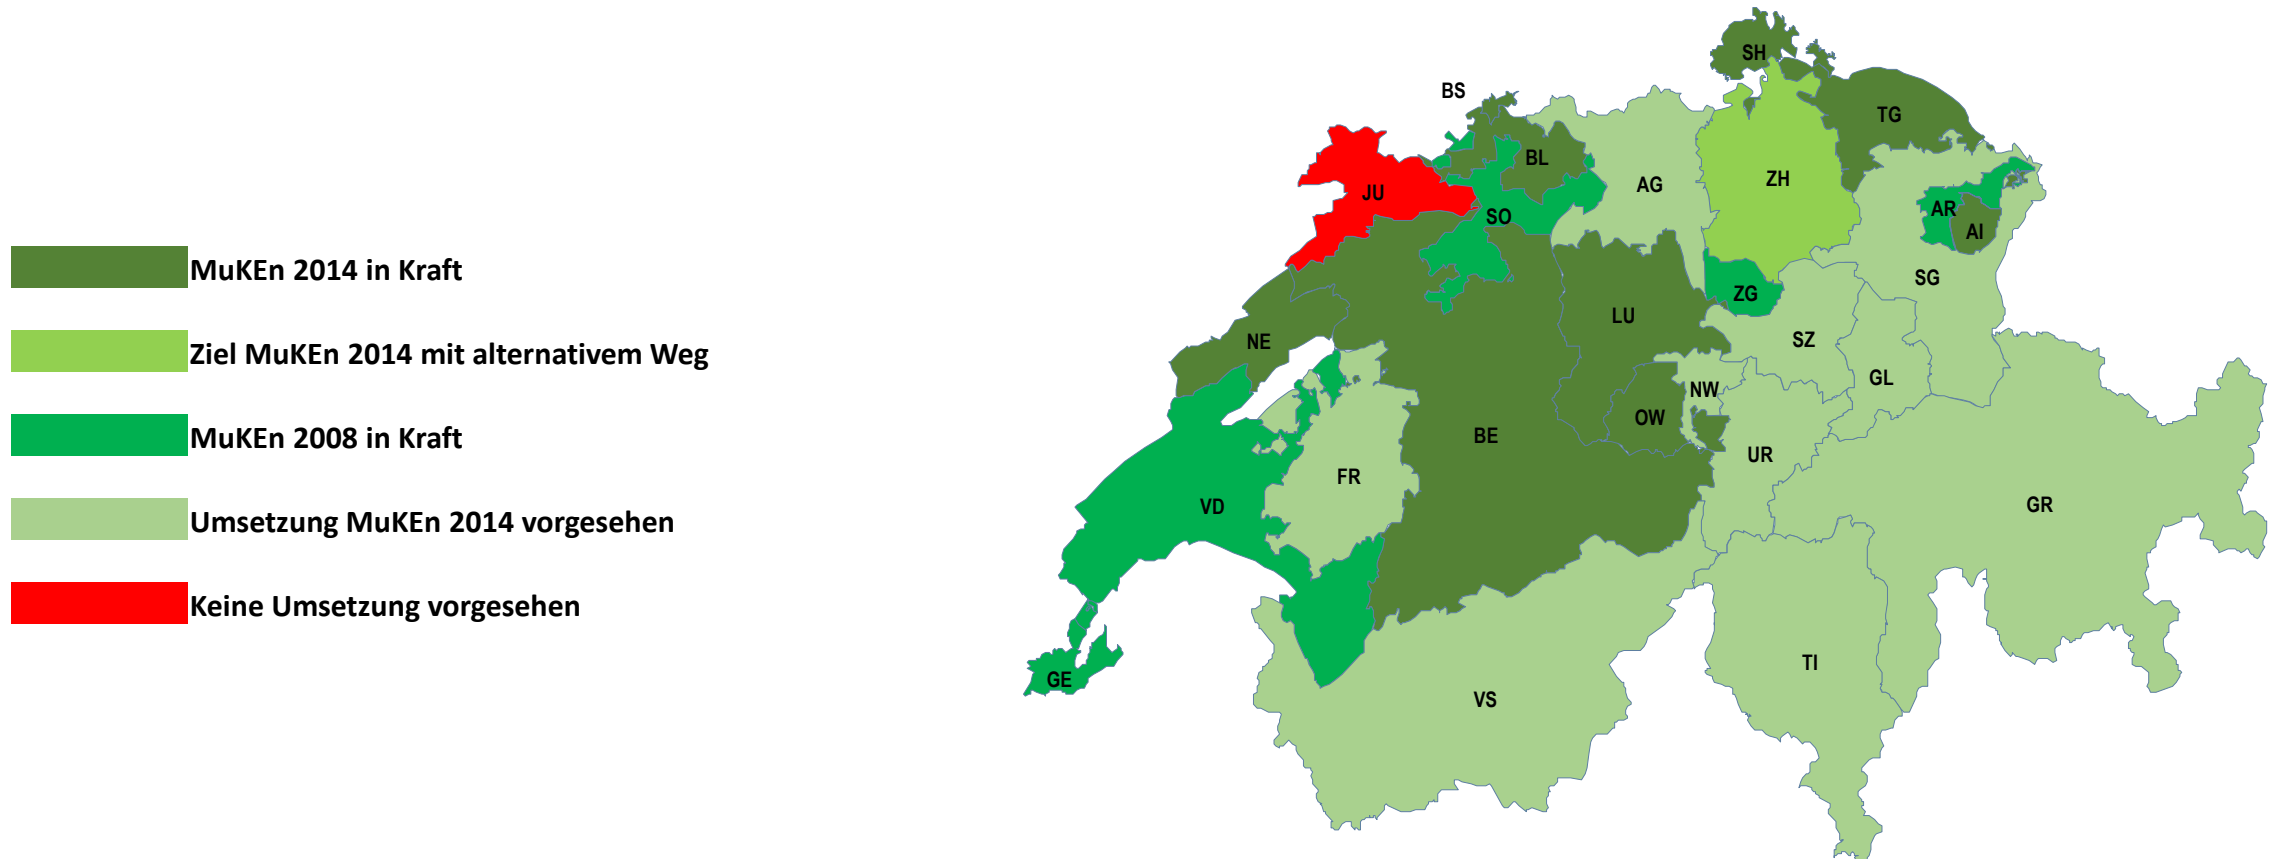 MuKEn 2014 in Kraft
Ziel MuKEn 2014 mit alternativem Weg
MuKEn 2008 in Kraft
Umsetzung MuKEn 2014 vorgesehen
Keine Umsetzung vorgesehen
SH
BS
TG
BL
ZH
AG
JU
AR
SO
AI
SG
ZG
LU
NE
SZ
GL
NW
OW
BE
UR
FR
VD
GR
TI
GE
VS